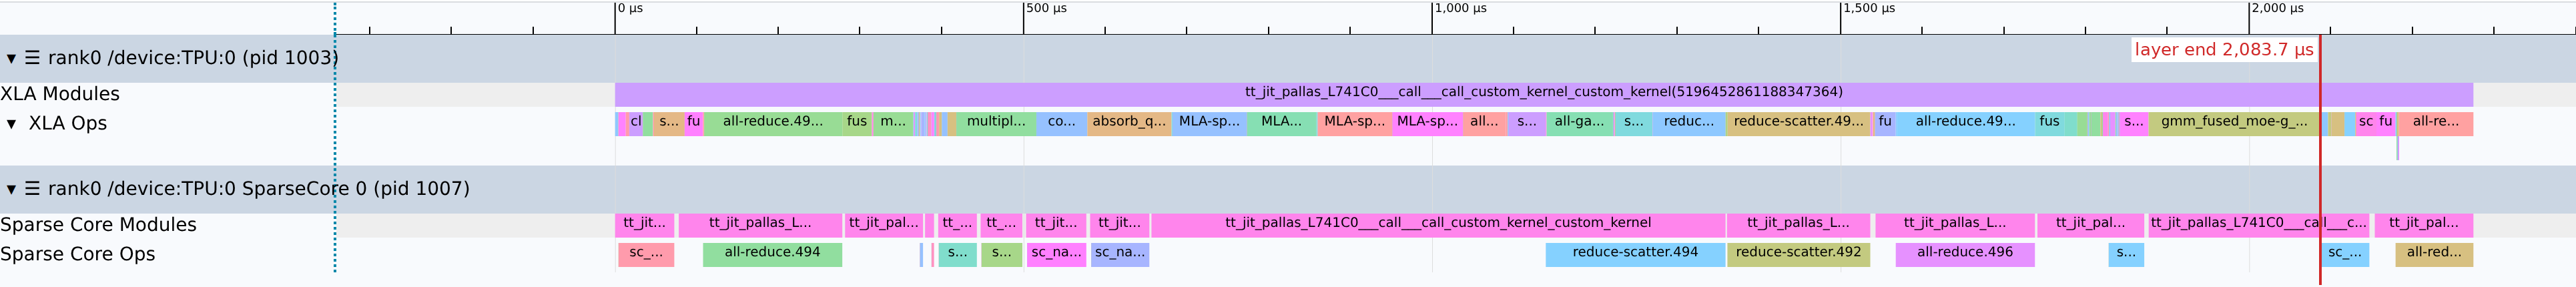 0 µs 500 µs 1,000 µs 1,500 µs 2,000 µs
▼ ☰ rank0 /device:TPU:0 (pid 1003)
layer end 2,083.7 µs
XLA Modules tt_jit_pallas_L741C0___call___call_custom_kernel_custom_kernel(5196452861188347364)
▼ XLA Ops cl s... fu all-reduce.49... fus m... multipl... co... absorb_q... MLA-sp... MLA... MLA-sp... MLA-sp... all... s... all-ga... s... reduc... reduce-scatter.49... fu all-reduce.49... fus s... gmm_fused_moe-g_... sc fu all-re...
▼ ☰ rank0 /device:TPU:0 SparseCore 0 (pid 1007)
Sparse Core Modules tt_jit... tt_jit_pallas_L... tt_jit_pal... tt_... tt_... tt_jit... tt_jit... tt_jit_pallas_L741C0___call___call_custom_kernel_custom_kernel tt_jit_pallas_L... tt_jit_pallas_L... tt_jit_pal... tt_jit_pallas_L741C0___call___c... tt_jit_pal...
Sparse Core Ops sc_... all-reduce.494 s... s... sc_na... sc_na... reduce-scatter.494 reduce-scatter.492 all-reduce.496 s... sc_... all-red...